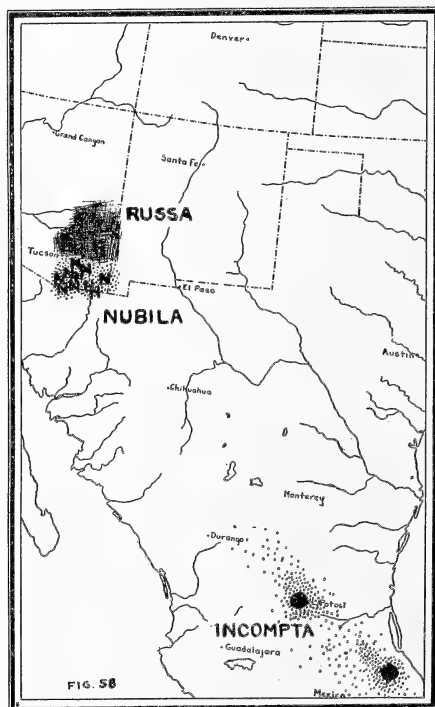 Denver
Grand Canyon
Santa Fe
RUSSA
Tucson
N
N
N
N
El Paso
NUBILA
Austin
Chihuahua
Monterey
Durango
Potosi
INCOMPTA
Guadalajara
FIG. 58
Mexico